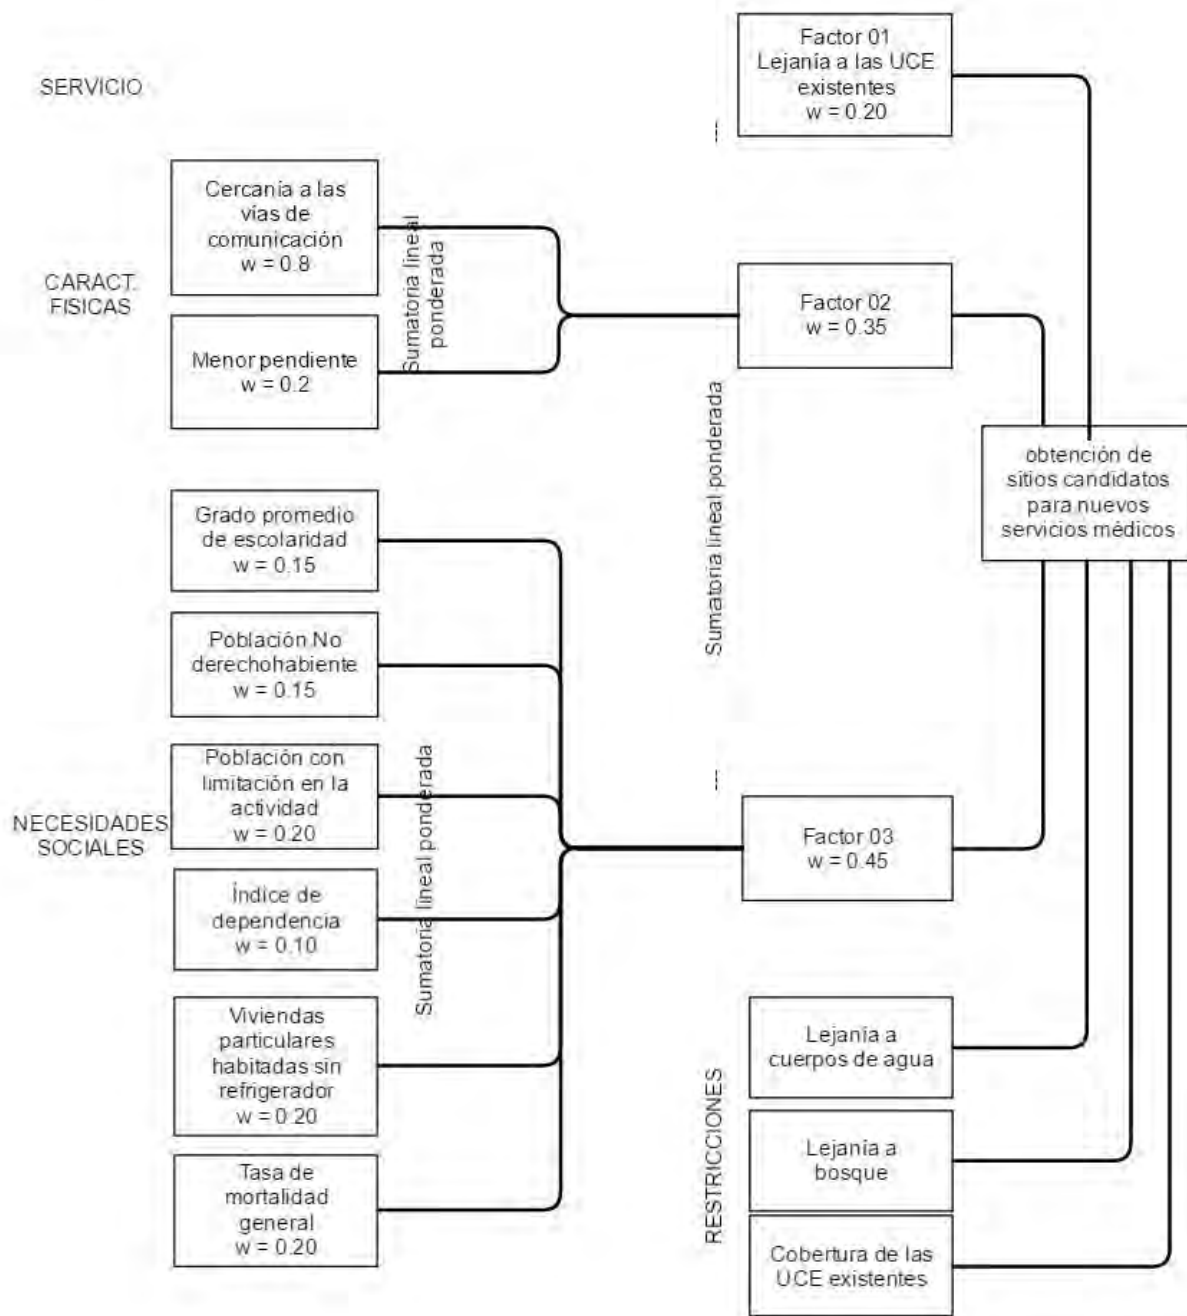 SERVICIO
Factor 01
Lejanía a las UCE
existentes
w = 0.20
CARACT.
FISICAS
Cercanía a las
vías de
comunicación
w = 0.8
Menor pendiente
w = 0.2
Sumatoria lineal
ponderada
Factor 02
w = 0.35
Sumatoria lineal ponderada
obtención de
sitios candidatos
para nuevos
servicios médicos
NECESIDADES
SOCIALES
Grado promedio
de escolaridad
w = 0.15
Población No
derechohabiente
w = 0.15
Población con
limitación en la
actividad
w = 0.20
Índice de
dependencia
w = 0.10
Viviendas
particulares
habitadas sin
refrigerador
w = 0.20
Tasa de
mortalidad
general
w = 0.20
Sumatoria lineal ponderada
Factor 03
w = 0.45
RESTRICCIONES
Lejanía a
cuerpos de agua
Lejanía a
bosque
Cobertura de las
UCE existentes